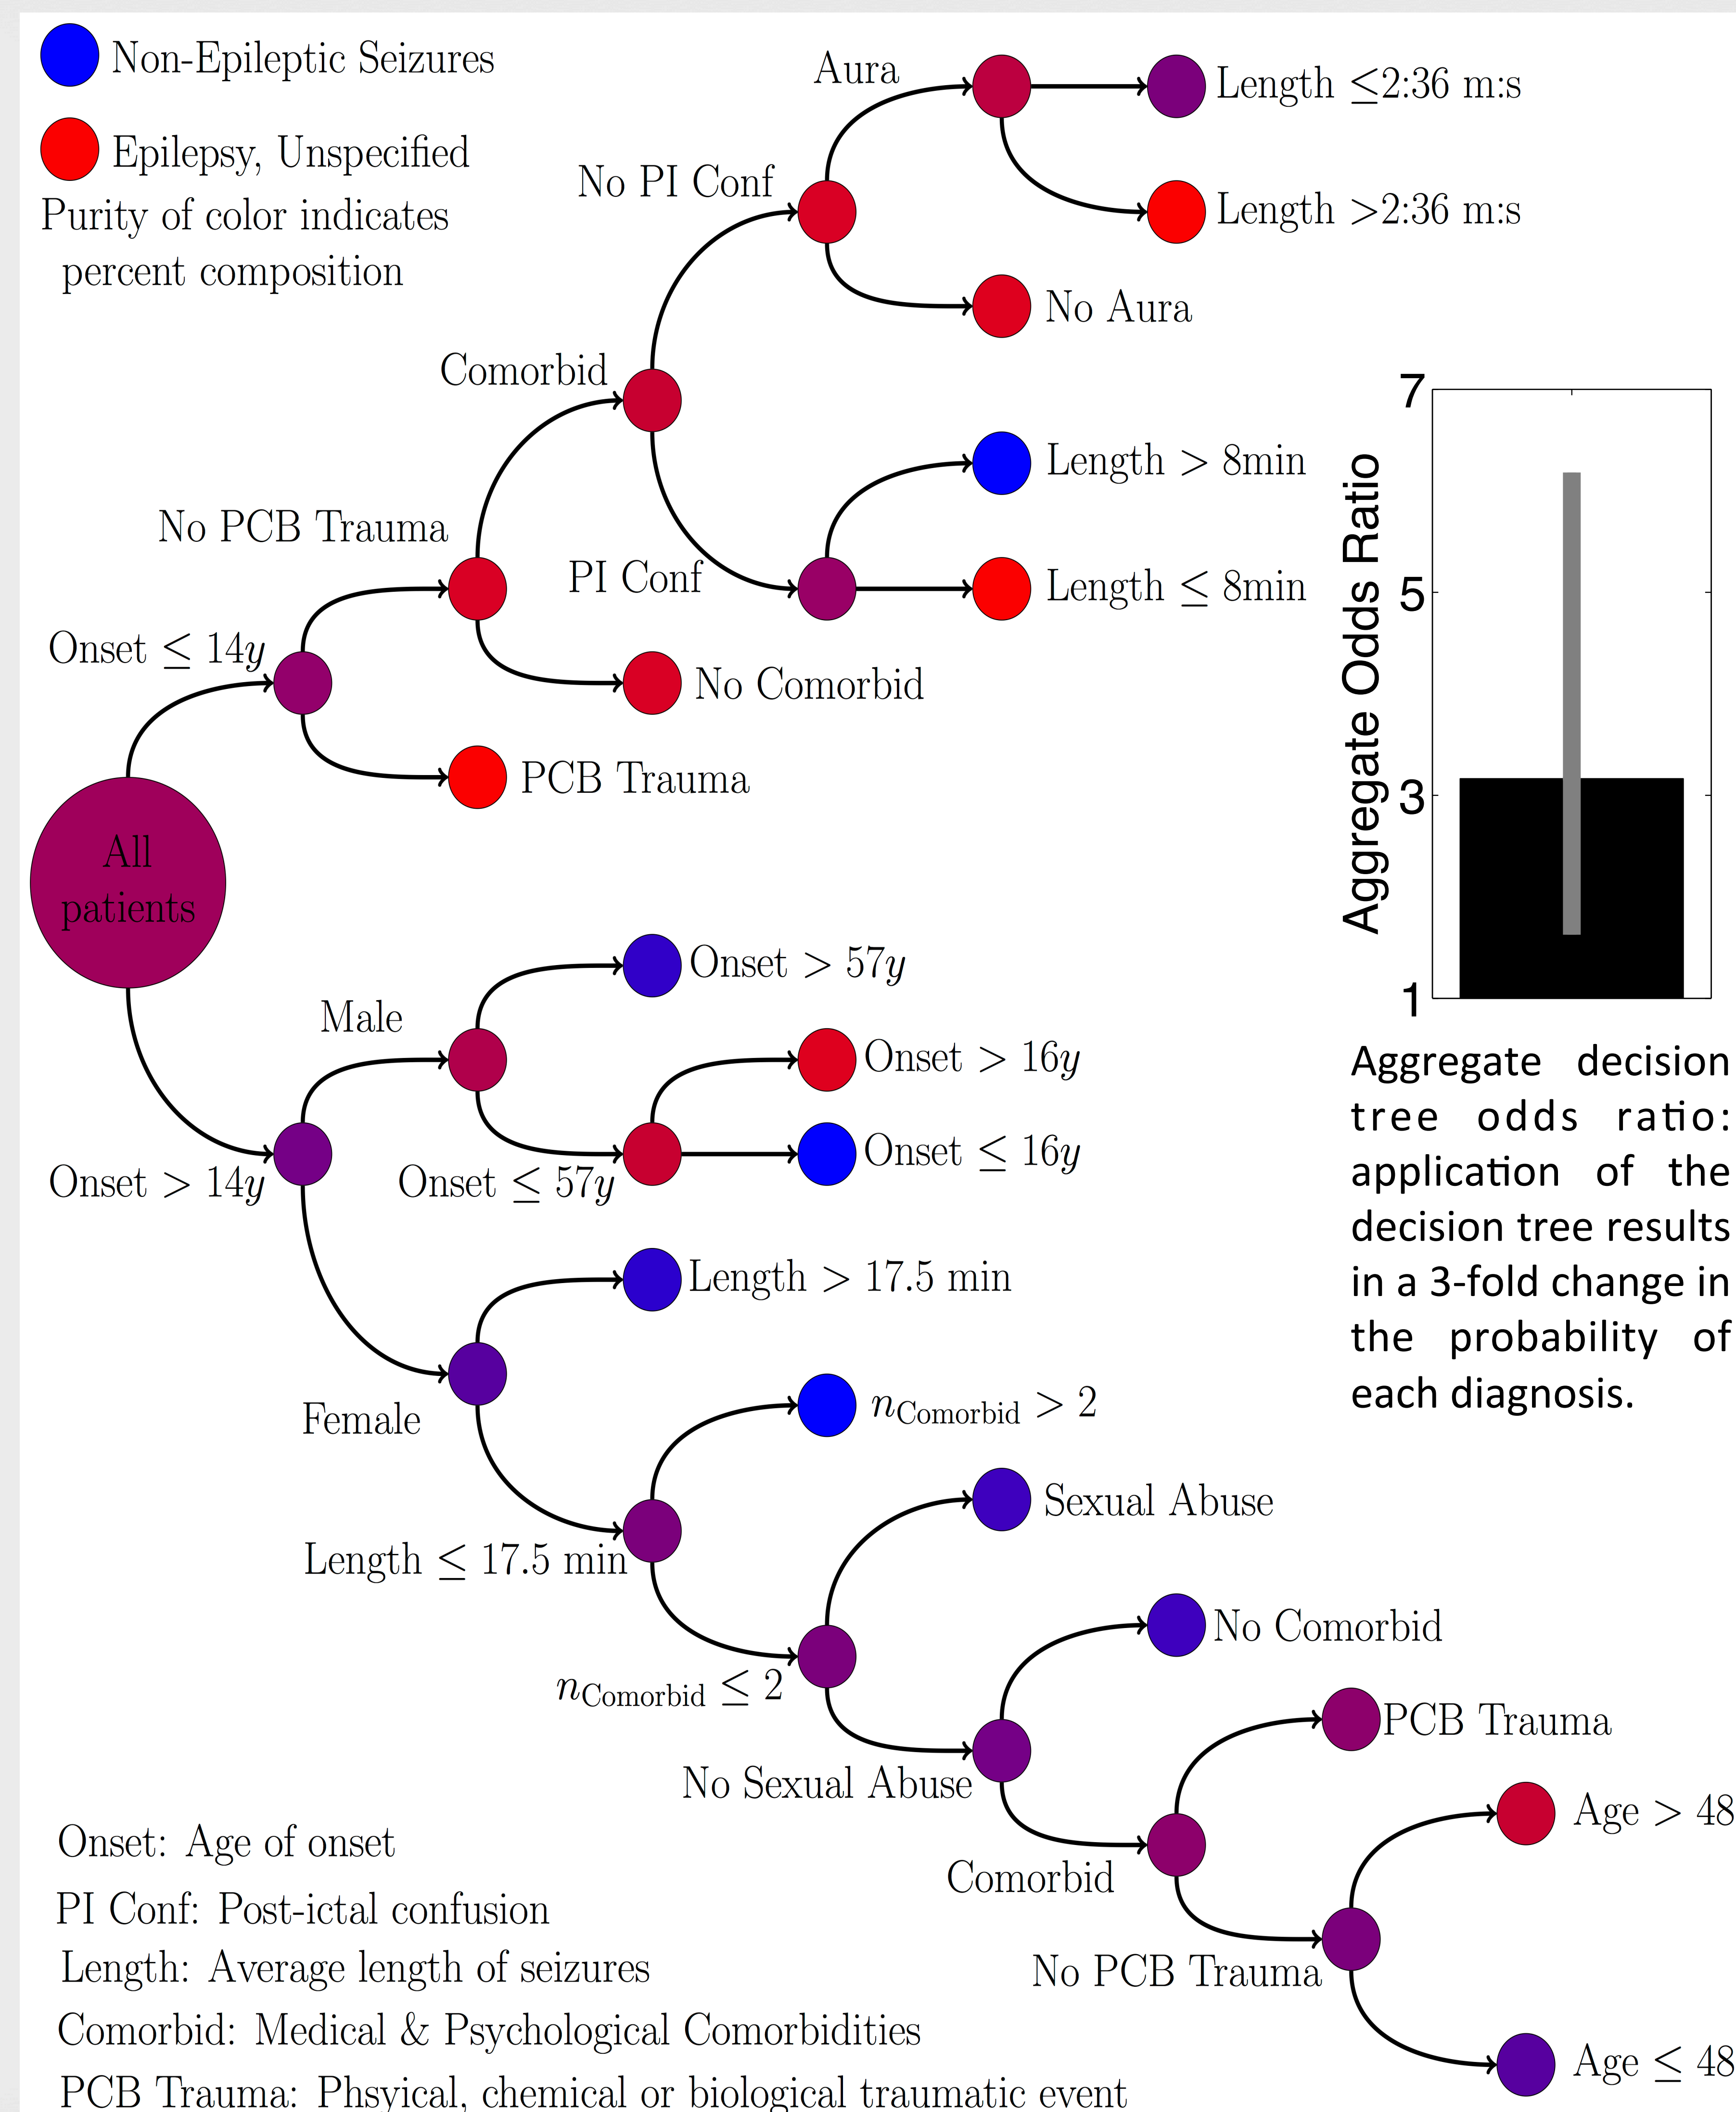 Non-Epileptic Seizures
Epilepsy, Unspecified
Purity of color indicates
percent composition
Aura
Length ≤2:36 m:s
No PI Conf
Length >2:36 m:s
No Aura
Comorbid
Length > 8min
No PCB Trauma
PI Conf
Length ≤ 8min
Onset ≤ 14y
No Comorbid
PCB Trauma
All
patients
Onset > 57y
Male
Onset > 16y
Onset ≤ 16y
Onset > 14y
Onset ≤ 57y
Length > 17.5 min
Female
nComorbid > 2
Sexual Abuse
Length ≤ 17.5 min
No Comorbid
nComorbid ≤ 2
PCB Trauma
No Sexual Abuse
Age > 48
Comorbid
No PCB Trauma
Age ≤ 48
7
5
3
1
Aggregate Odds Ratio
Aggregate decision
tree odds ratio:
application of the
decision tree results
in a 3-fold change in
the probability of
each diagnosis.
Onset: Age of onset
PI Conf: Post-ictal confusion
Length: Average length of seizures
Comorbid: Medical & Psychological Comorbidities
PCB Trauma: Phsyical, chemical or biological traumatic event